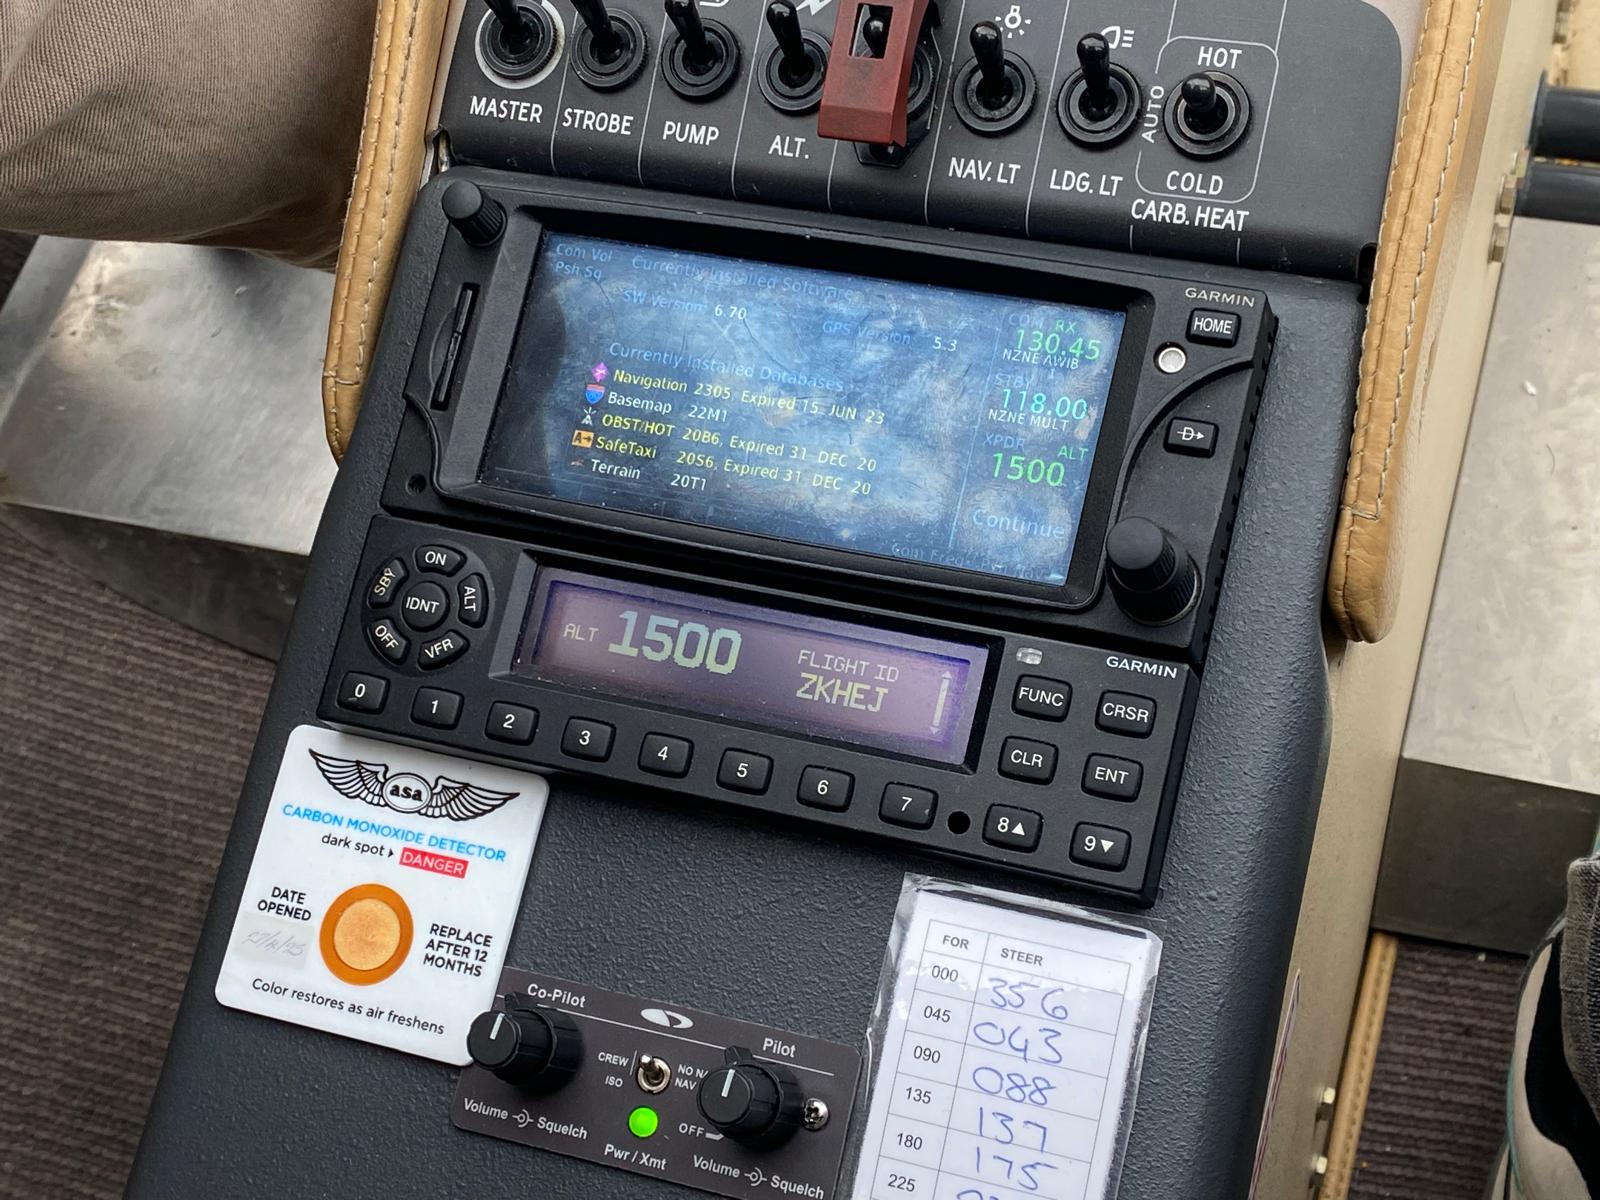 HOT
AUTO
COLD
MASTER
STROBE
PUMP
ALT.
NAV. LT
LDG. LT
CARB. HEAT
GARMIN
HOME
Com Vol
Psh Sq
Currently Installed Software
SW Version 6.70
GPS Version 5.3
Currently Installed Databases
Navigation 2305, Expired 15 JUN 23
Basemap 22M1
OBST/HOT 20B6, Expired 31 DEC 20
SafeTaxi 20S6, Expired 31 DEC 20
Terrain 20T1
COM RX
130.45
NZNE AWIB
STBY
118.00
NZNE MULT
XPDR ALT
1500
Continue
D
ON
SBY
ALT
IDNT
OFF
VFR
ALT 1500
FLIGHT ID
ZKHEJ
GARMIN
FUNC
CRSR
CLR
ENT
0 1 2 3 4 5 6 7 8 9
asa
CARBON MONOXIDE DETECTOR
dark spot DANGER
DATE
OPENED
REPLACE
AFTER 12
MONTHS
Color restores as air freshens
Co-Pilot
Pilot
CREW
ISO
NAV
OFF
Volume Squelch
Pwr / Xmt
Volume Squelch
FOR STEER
000 356
045 043
090 088
135 137
180 175
225